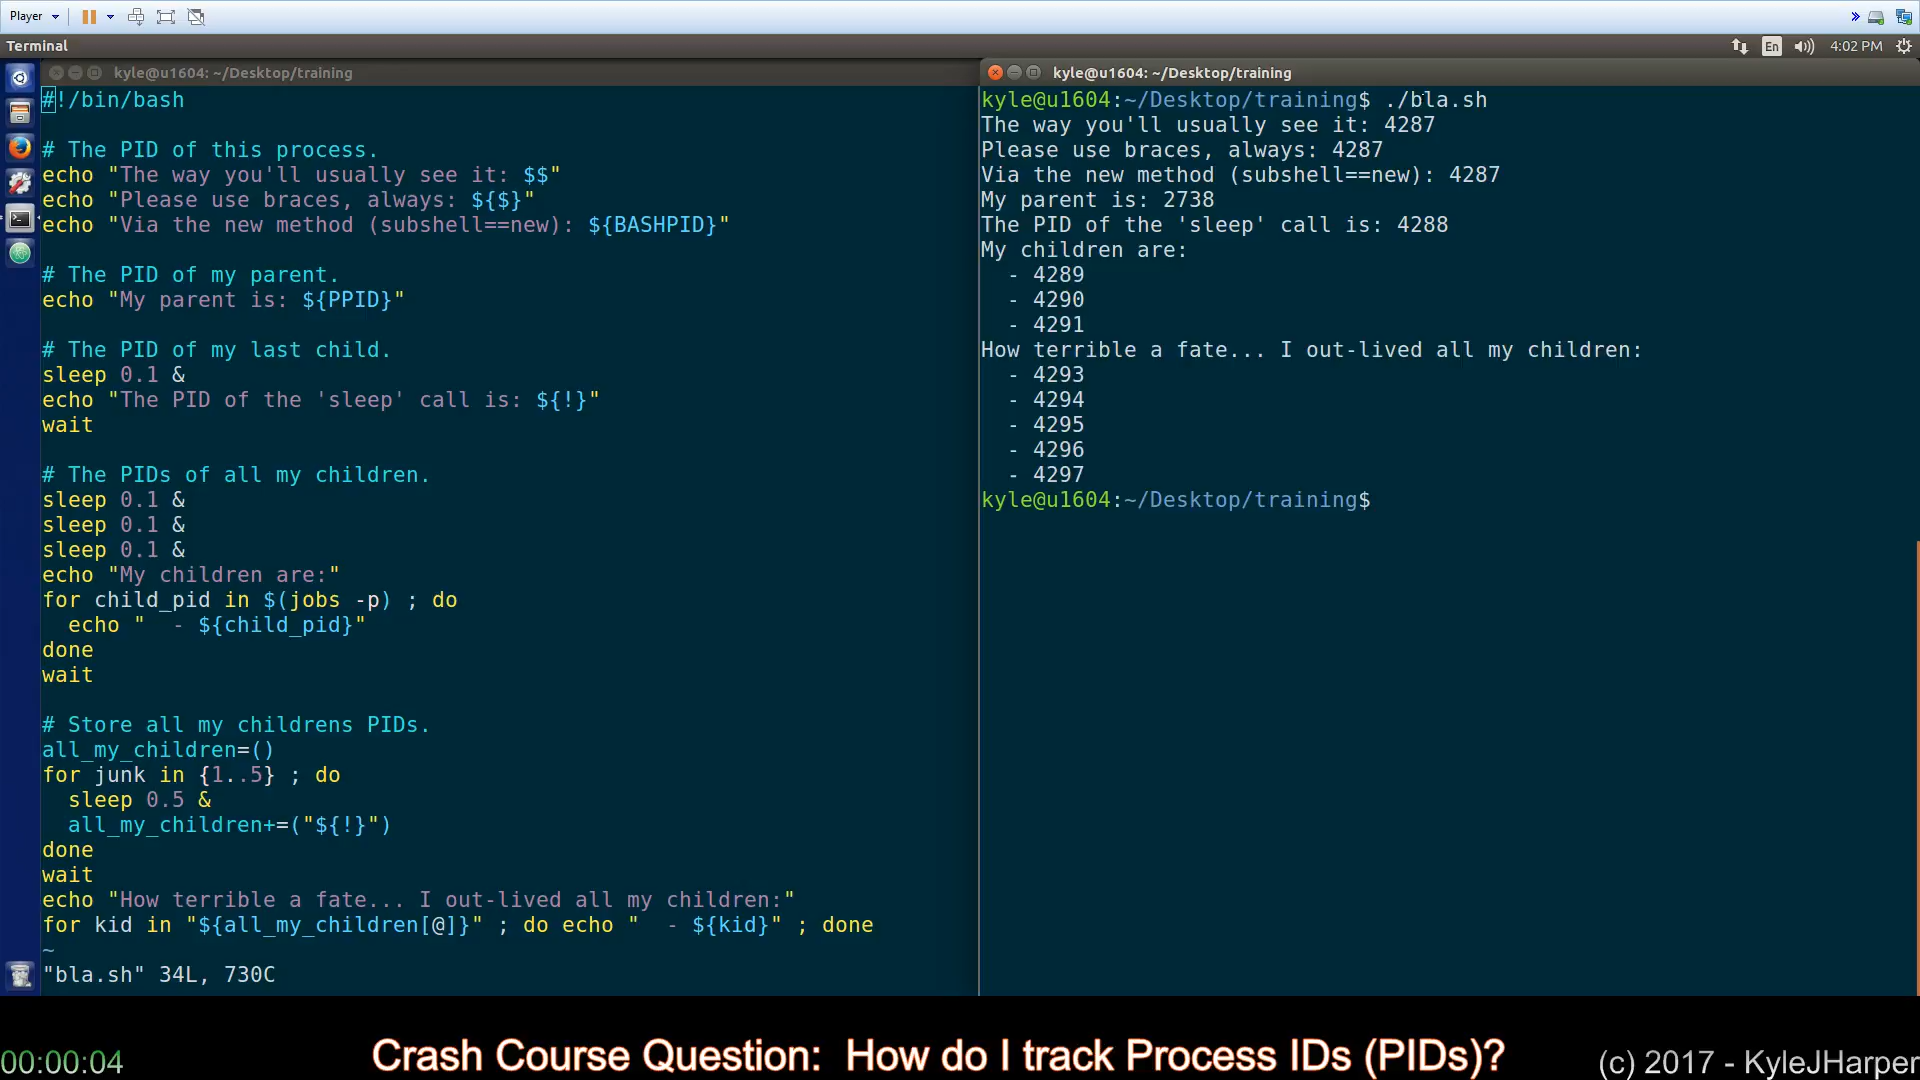 Player
Terminal
En
4:02 PM
kyle@u1604: ~/Desktop/training
#!/bin/bash
# The PID of this process.
echo "The way you'll usually see it: $$"
echo "Please use braces, always: ${$}"
echo "Via the new method (subshell==new): ${BASHPID}"
# The PID of my parent.
echo "My parent is: ${PPID}"
# The PID of my last child.
sleep 0.1 &
echo "The PID of the 'sleep' call is: ${!}"
wait
# The PIDs of all my children.
sleep 0.1 &
sleep 0.1 &
sleep 0.1 &
echo "My children are:"
for child_pid in $(jobs -p) ; do
  echo "  - ${child_pid}"
done
wait
# Store all my childrens PIDs.
all_my_children=()
for junk in {1..5} ; do
  sleep 0.5 &
  all_my_children+=("${!}")
done
wait
echo "How terrible a fate... I out-lived all my children:"
for kid in "${all_my_children[@]}" ; do echo "  - ${kid}" ; done
~
"bla.sh" 34L, 730C
kyle@u1604: ~/Desktop/training
kyle@u1604:~/Desktop/training$ ./bla.sh
The way you'll usually see it: 4287
Please use braces, always: 4287
Via the new method (subshell==new): 4287
My parent is: 2738
The PID of the 'sleep' call is: 4288
My children are:
  - 4289
  - 4290
  - 4291
How terrible a fate... I out-lived all my children:
  - 4293
  - 4294
  - 4295
  - 4296
  - 4297
kyle@u1604:~/Desktop/training$
00:00:04
Crash Course Question:  How do I track Process IDs (PIDs)?
(c) 2017 - KyleJHarper